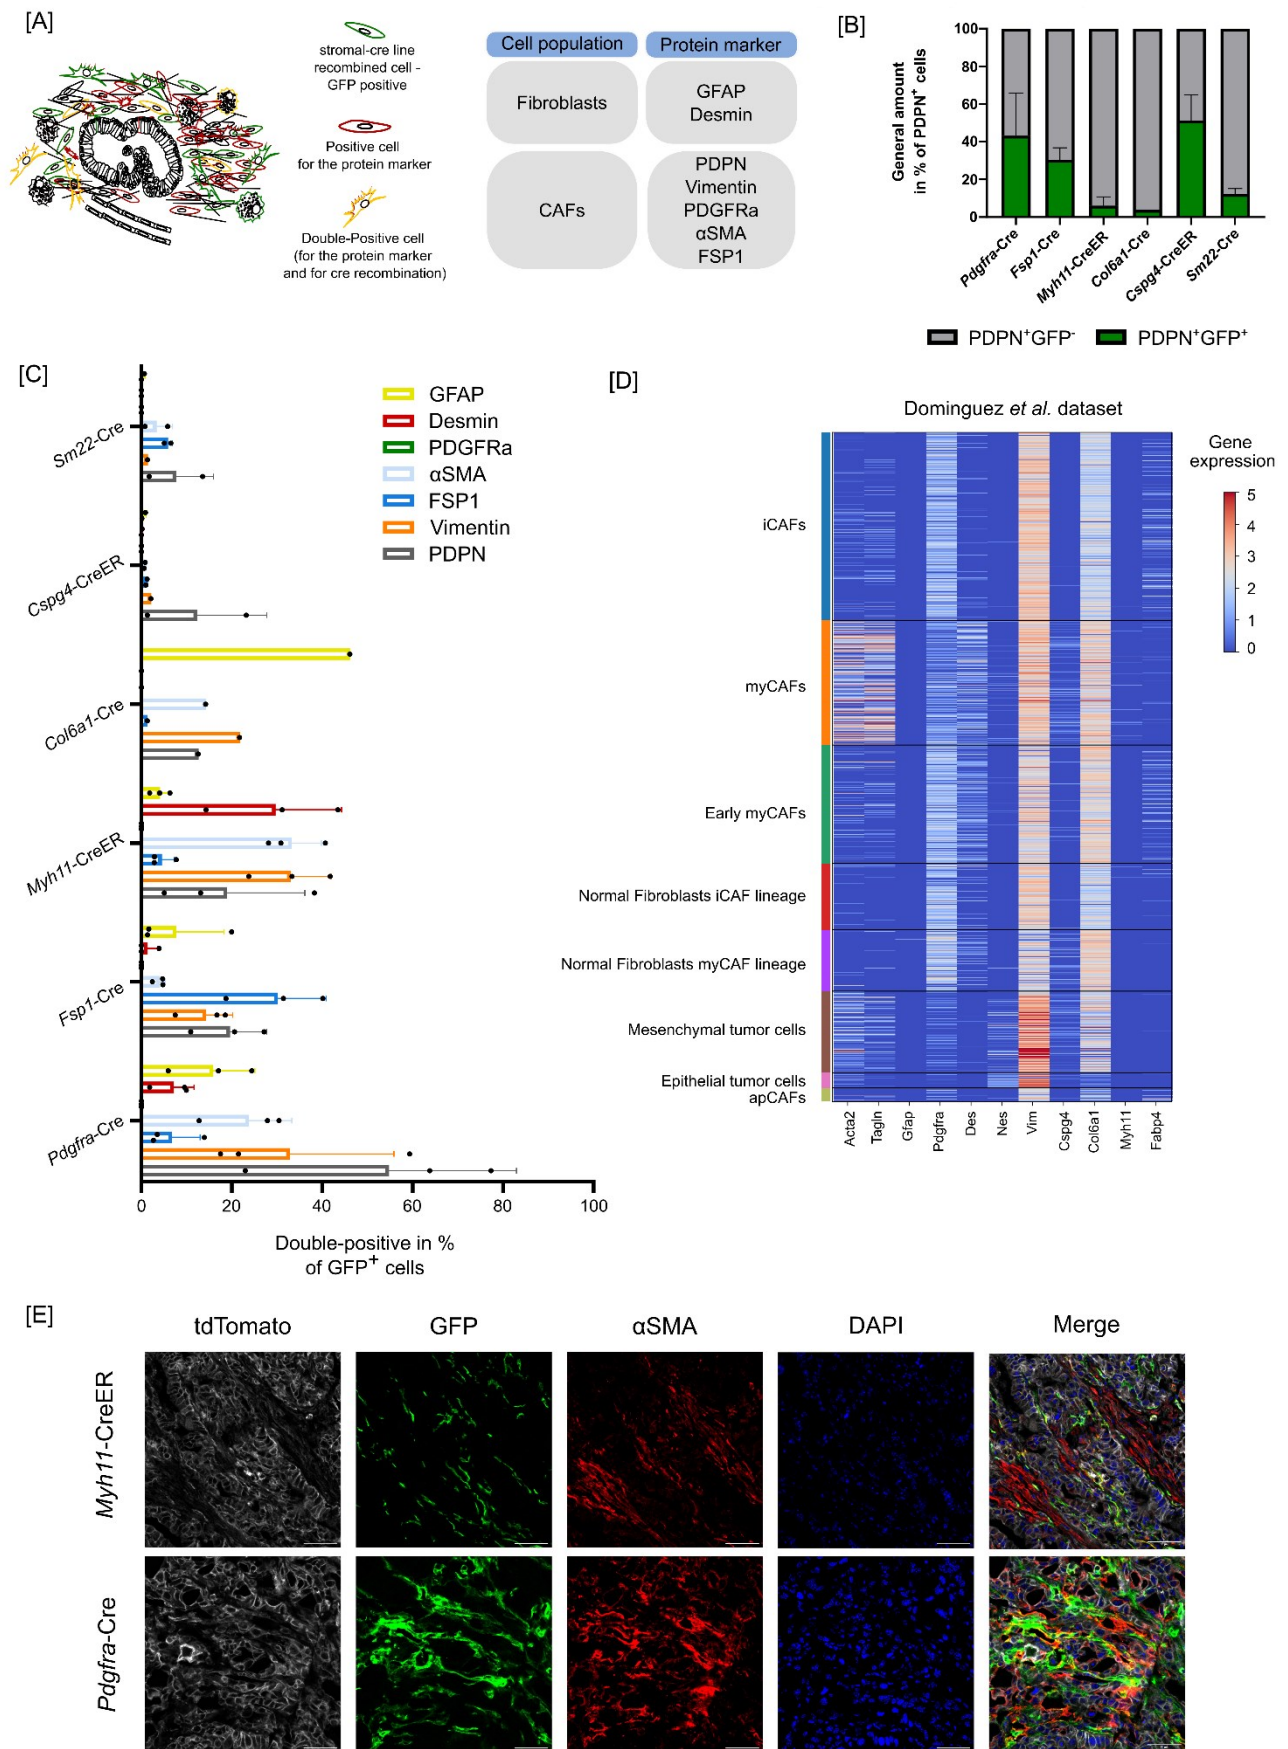 [A]
stromal-cre line
recombined cell -
GFP positive
Positive cell
for the protein marker
Double-Positive cell
(for the protein marker
and for cre recombination)
Cell population
Protein marker
Fibroblasts
GFAP
Desmin
CAFs
PDPN
Vimentin
PDGFRa
αSMA
FSP1
[B]
General amount
in % of PDPN⁺ cells
100
80
60
40
20
0
Pdgfra-Cre
Fsp1-Cre
Myh11-CreER
Col6a1-Cre
Cspg4-CreER
Sm22-Cre
PDPN⁺GFP⁻
PDPN⁺GFP⁺
[C]
GFAP
Desmin
PDGFRa
αSMA
FSP1
Vimentin
PDPN
Sm22-Cre
Cspg4-CreER
Col6a1-Cre
Myh11-CreER
Fsp1-Cre
Pdgfra-Cre
0
20
40
60
80
100
Double-positive in %
of GFP⁺ cells
[D]
Dominguez et al. dataset
Gene
expression
5
4
3
2
1
0
iCAFs
myCAFs
Early myCAFs
Normal Fibroblasts iCAF lineage
Normal Fibroblasts myCAF lineage
Mesenchymal tumor cells
Epithelial tumor cells
apCAFs
Acta2
Tagln
Gfap
Pdgfra
Des
Nes
Vim
Cspg4
Col6a1
Myh11
Fabp4
[E]
tdTomato
GFP
αSMA
DAPI
Merge
Myh11-CreER
Pdgfra-Cre